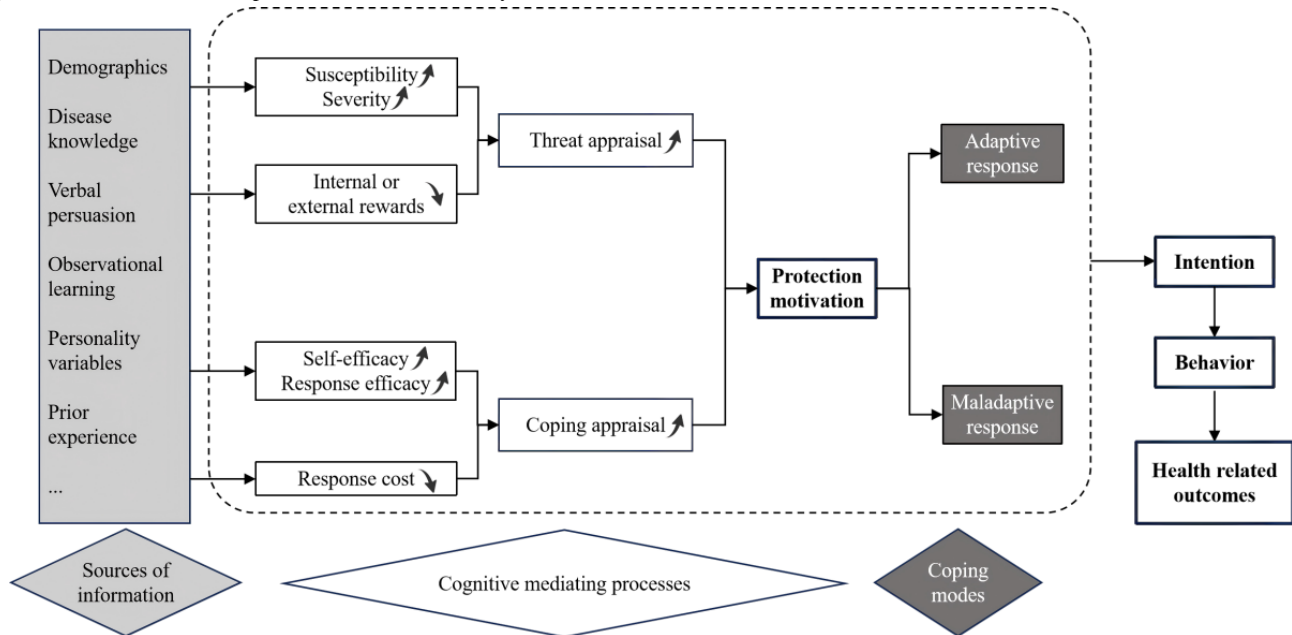 Demographics
Disease
knowledge
Verbal
persuasion
Observational
learning
Personality
variables
Prior
experience
...
Susceptibility
Severity
Internal or
external rewards
Self-efficacy
Response efficacy
Response cost
Threat appraisal
Coping appraisal
Protection
motivation
Adaptive
response
Maladaptive
response
Intention
Behavior
Health related
outcomes
Sources of
information
Cognitive mediating processes
Coping
modes